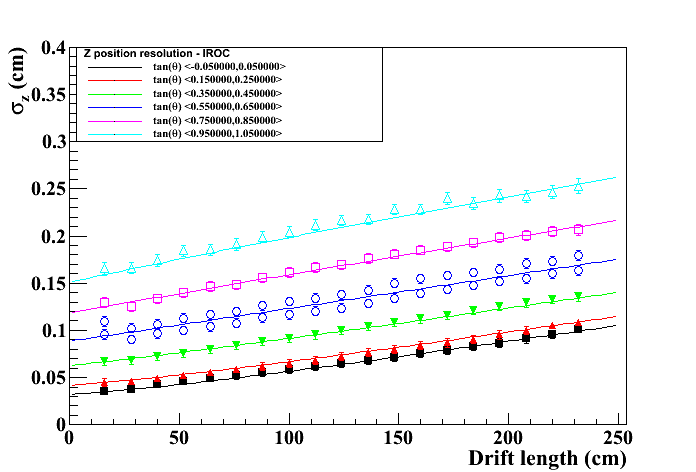 σz (cm)
0.4
0.35
0.3
0.25
0.2
0.15
0.1
0.05
0
Z position resolution - IROC
tan(θ) <-0.050000,0.050000>
tan(θ) <0.150000,0.250000>
tan(θ) <0.350000,0.450000>
tan(θ) <0.550000,0.650000>
tan(θ) <0.750000,0.850000>
tan(θ) <0.950000,1.050000>
0 50 100 150 200 250
Drift length (cm)